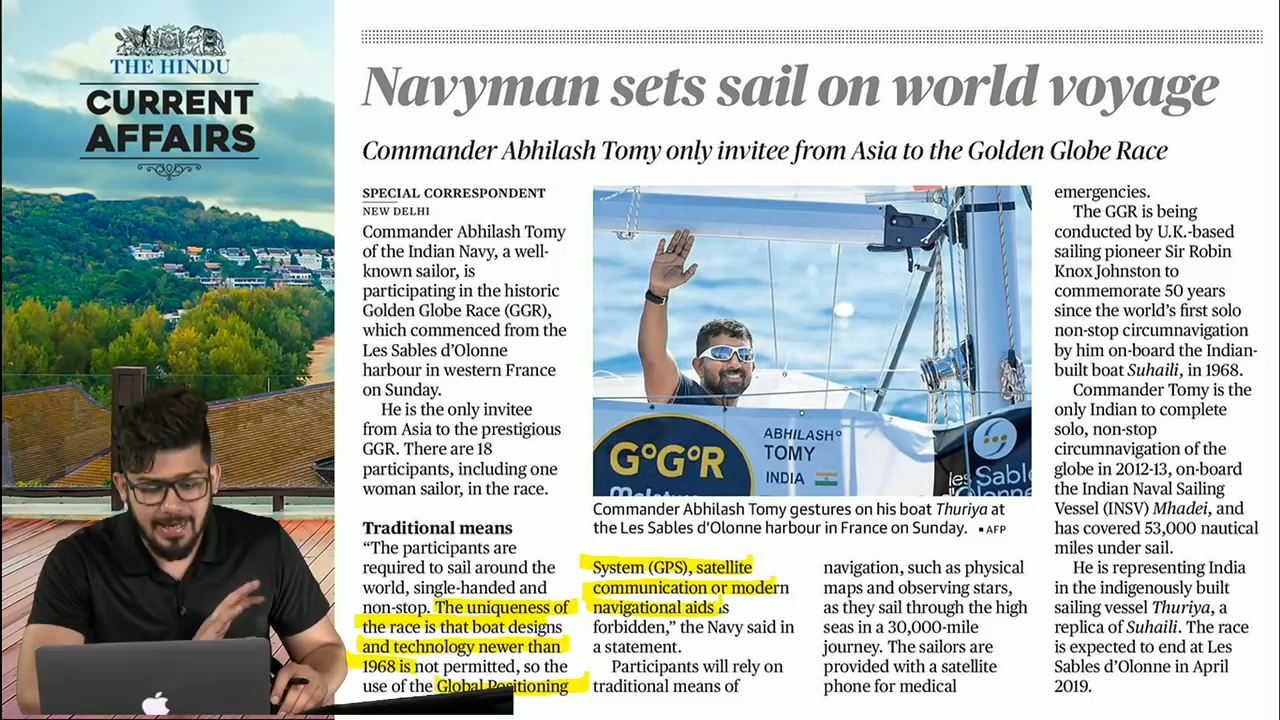 THE HINDU
CURRENT
AFFAIRS
Navyman sets sail on world voyage
Commander Abhilash Tomy only invitee from Asia to the Golden Globe Race
SPECIAL CORRESPONDENT
NEW DELHI
Commander Abhilash Tomy
of the Indian Navy, a well-
known sailor, is
participating in the historic
Golden Globe Race (GGR),
which commenced from the
Les Sables d'Olonne
harbour in western France
on Sunday.
He is the only invitee
from Asia to the prestigious
GGR. There are 18
participants, including one
woman sailor, in the race.
Traditional means
“The participants are
required to sail around the
world, single-handed and
non-stop. The uniqueness of
the race is that boat designs
and technology newer than
1968 is not permitted, so the
use of the Global Positioning
GOGOR
ABHILASH
TOMY
INDIA
les Sables
d'Olonne
Commander Abhilash Tomy gestures on his boat Thuriya at
the Les Sables d'Olonne harbour in France on Sunday. ▪ AFP
System (GPS), satellite
communication or modern
navigational aids is
forbidden,” the Navy said in
a statement.
Participants will rely on
traditional means of
navigation, such as physical
maps and observing stars,
as they sail through the high
seas in a 30,000-mile
journey. The sailors are
provided with a satellite
phone for medical
emergencies.
The GGR is being
conducted by U.K.-based
sailing pioneer Sir Robin
Knox Johnston to
commemorate 50 years
since the world's first solo
non-stop circumnavigation
by him on-board the Indian-
built boat Suhaili, in 1968.
Commander Tomy is the
only Indian to complete
solo, non-stop
circumnavigation of the
globe in 2012-13, on-board
the Indian Naval Sailing
Vessel (INSV) Mhadei, and
has covered 53,000 nautical
miles under sail.
He is representing India
in the indigenously built
sailing vessel Thuriya, a
replica of Suhaili. The race
is expected to end at Les
Sables d'Olonne in April
2019.